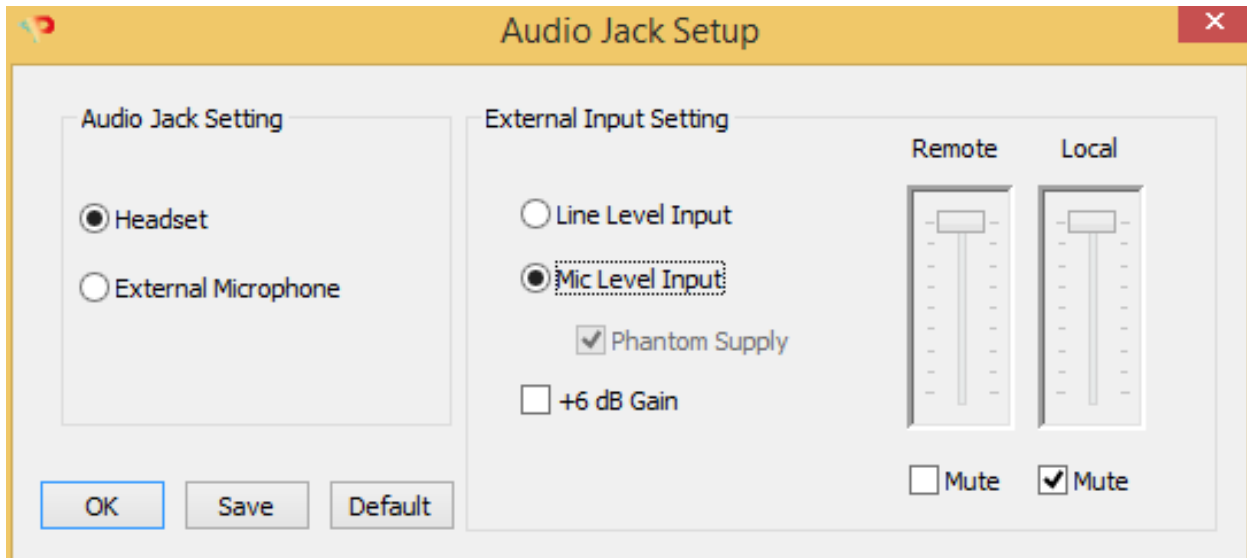 Audio Jack Setup
Audio Jack Setting
Headset
External Microphone
External Input Setting
Line Level Input
Mic Level Input
Phantom Supply
+6 dB Gain
Remote Local
Mute Mute
OK Save Default